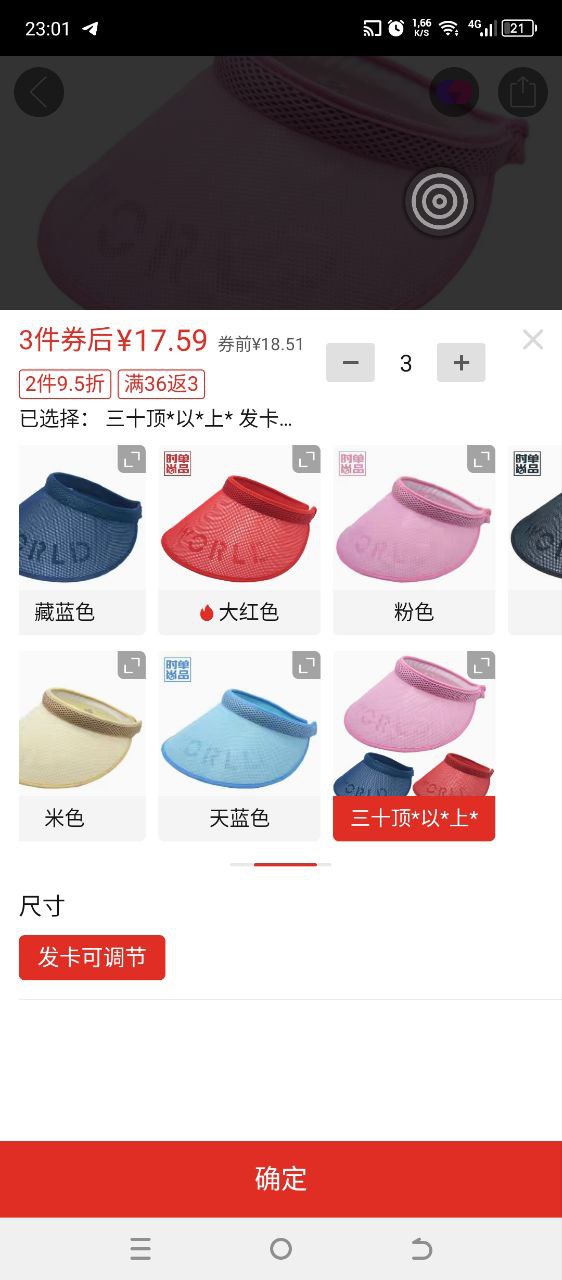 23:01
1,66
K/S
4G
21
3件券后¥17.59 券前¥18.51
3
2件9.5折 满36返3
已选择： 三十顶*以*上* 发卡...
ORLD
时单尚品
WORLD
时单尚品
时单尚品
藏蓝色
大红色
粉色
时单尚品
ORLD
米色
天蓝色
三十顶*以*上*
尺寸
发卡可调节
确定